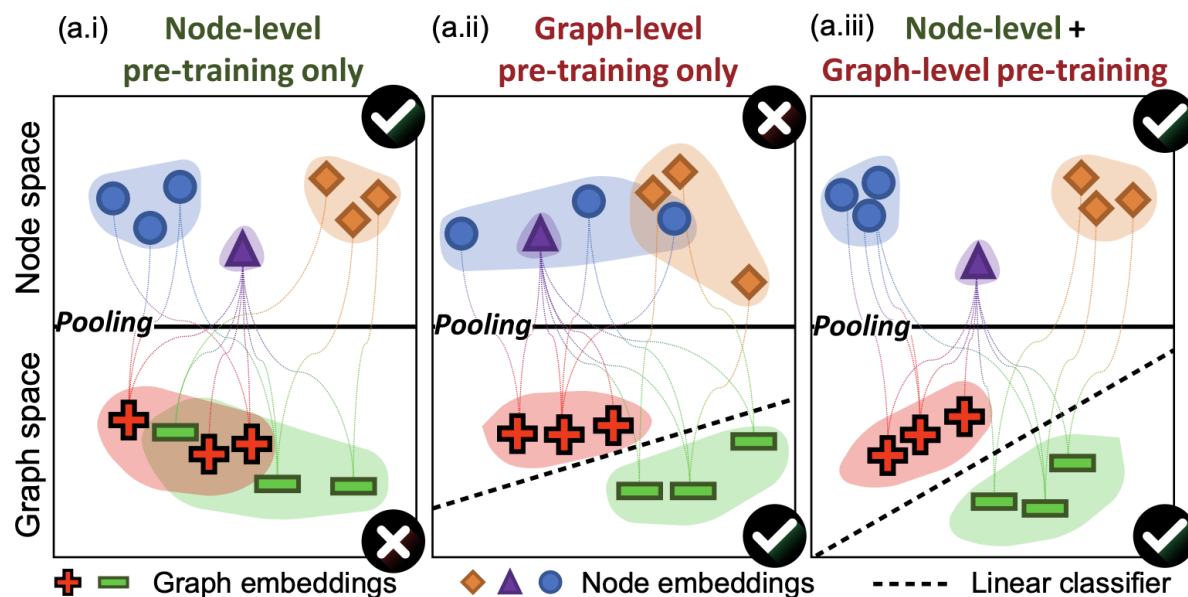 (a.i) Node-level
pre-training only
(a.ii) Graph-level
pre-training only
(a.iii) Node-level +
Graph-level pre-training
Node space
Graph space
Pooling
Pooling
Pooling
Graph embeddings
Node embeddings
Linear classifier